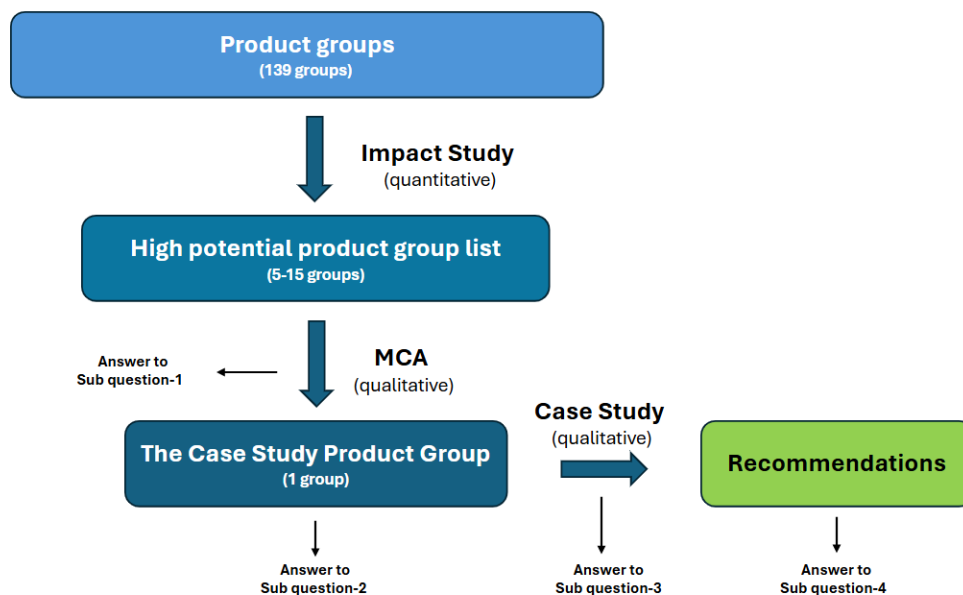 Product groups
(139 groups)
Impact Study
(quantitative)
High potential product group list
(5-15 groups)
Answer to
Sub question-1
MCA
(qualitative)
The Case Study Product Group
(1 group)
Case Study
(qualitative)
Recommendations
Answer to
Sub question-2
Answer to
Sub question-3
Answer to
Sub question-4